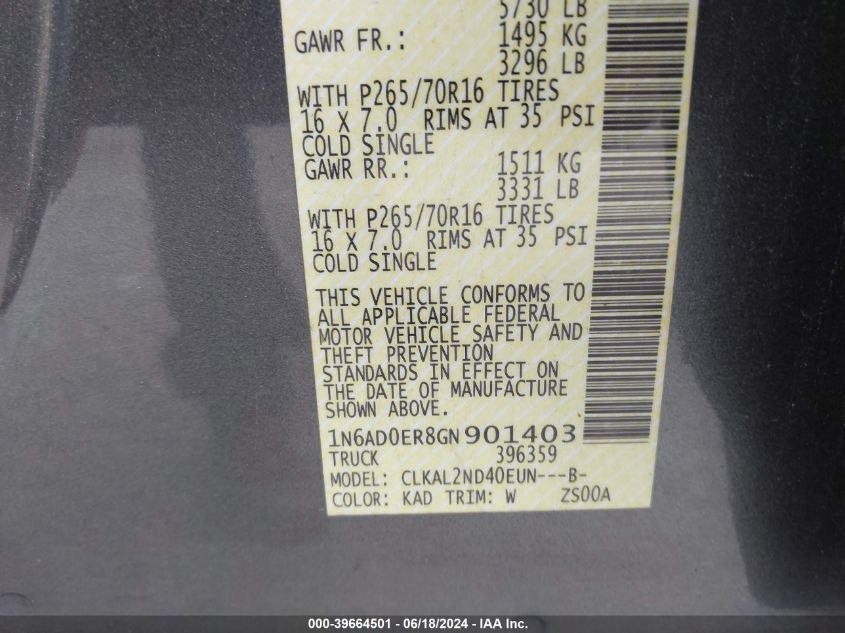 5730 LB
GAWR FR.: 1495 KG
3296 LB
WITH P265/70R16 TIRES
16 X 7.0 RIMS AT 35 PSI
COLD SINGLE
GAWR RR.: 1511 KG
3331 LB
WITH P265/70R16 TIRES
16 X 7.0 RIMS AT 35 PSI
COLD SINGLE
THIS VEHICLE CONFORMS TO
ALL APPLICABLE FEDERAL
MOTOR VEHICLE SAFETY AND
THEFT PREVENTION
STANDARDS IN EFFECT ON
THE DATE OF MANUFACTURE
SHOWN ABOVE.
1N6AD0ER8GN901403
TRUCK 396359
MODEL: CLKAL2ND40EUN---B-
COLOR: KAD TRIM: W ZS00A
000-39664501 - 06/18/2024 - IAA Inc.